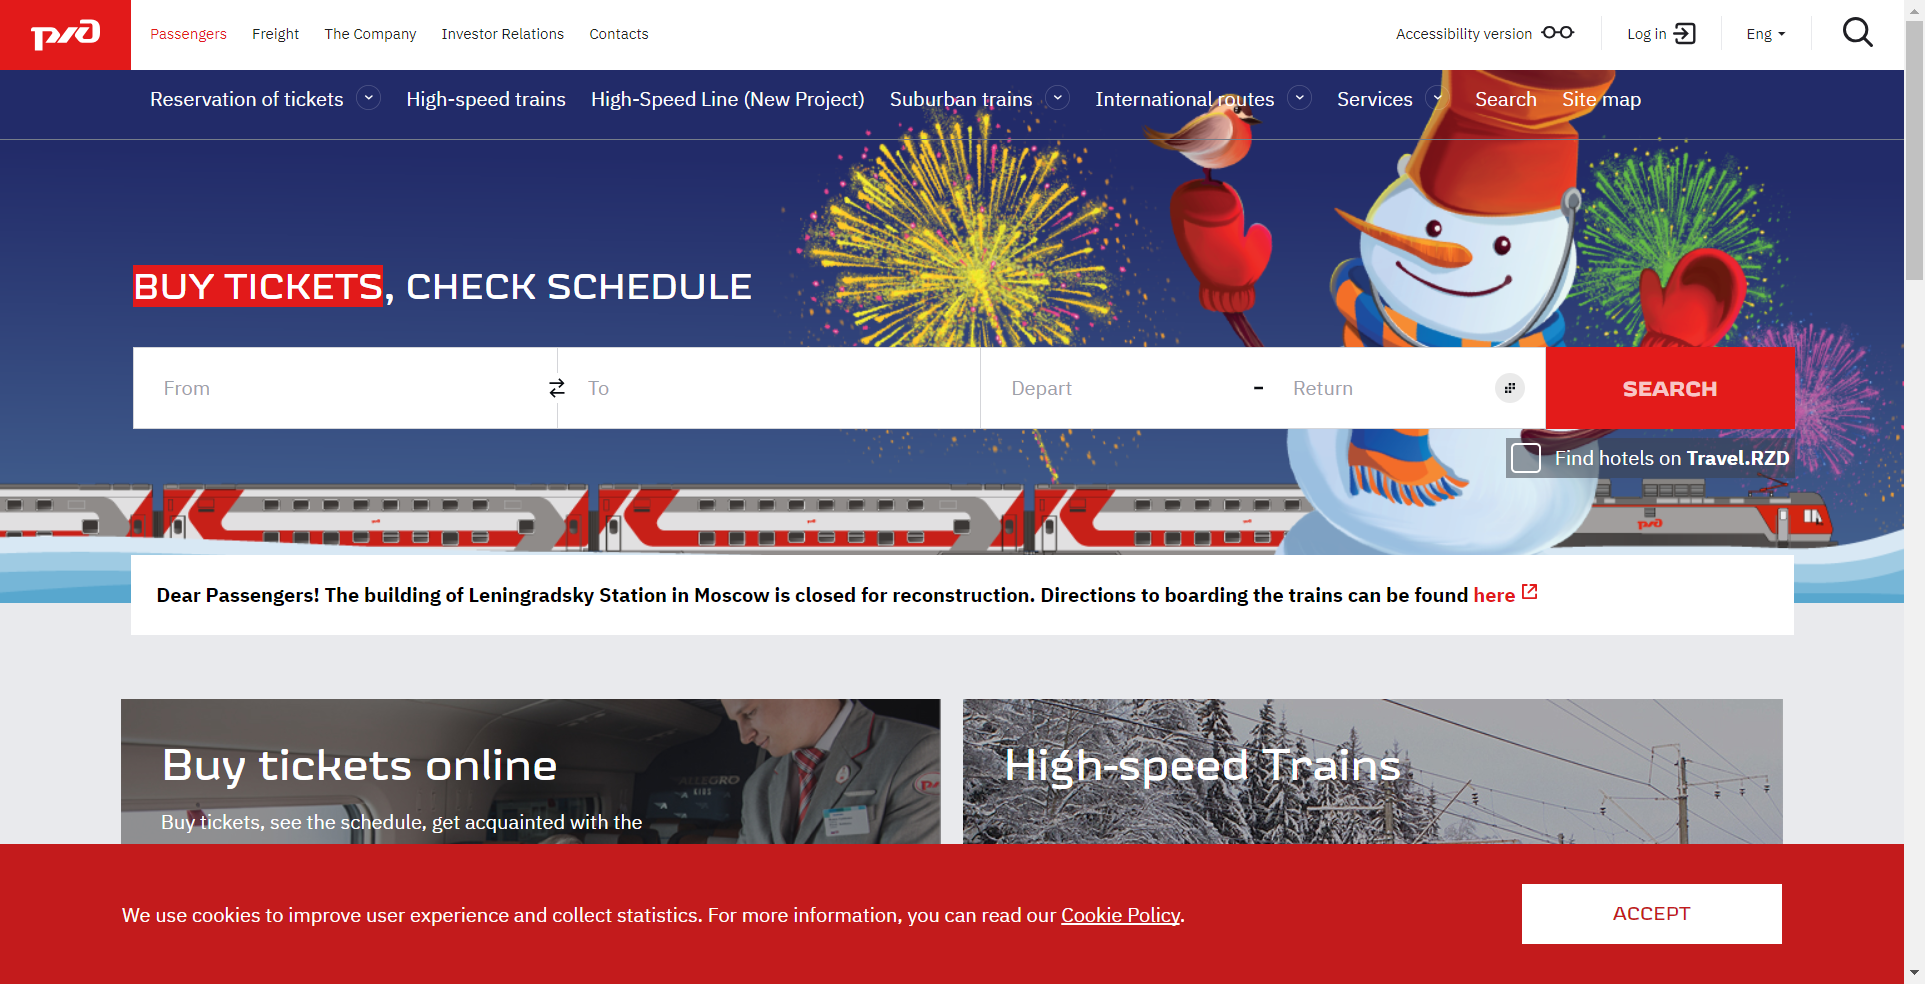 ржд
Passengers Freight The Company Investor Relations Contacts
Accessibility version Log in Eng
Reservation of tickets High-speed trains High-Speed Line (New Project) Suburban trains International routes Services Search Site map
BUY TICKETS, CHECK SCHEDULE
From To Depart - Return SEARCH
Find hotels on Travel.RZD
ржд
Dear Passengers! The building of Leningradsky Station in Moscow is closed for reconstruction. Directions to boarding the trains can be found here
Buy tickets online
ALLEGRO
KIDS
Buy tickets, see the schedule, get acquainted with the
High-speed Trains
We use cookies to improve user experience and collect statistics. For more information, you can read our Cookie Policy.
ACCEPT